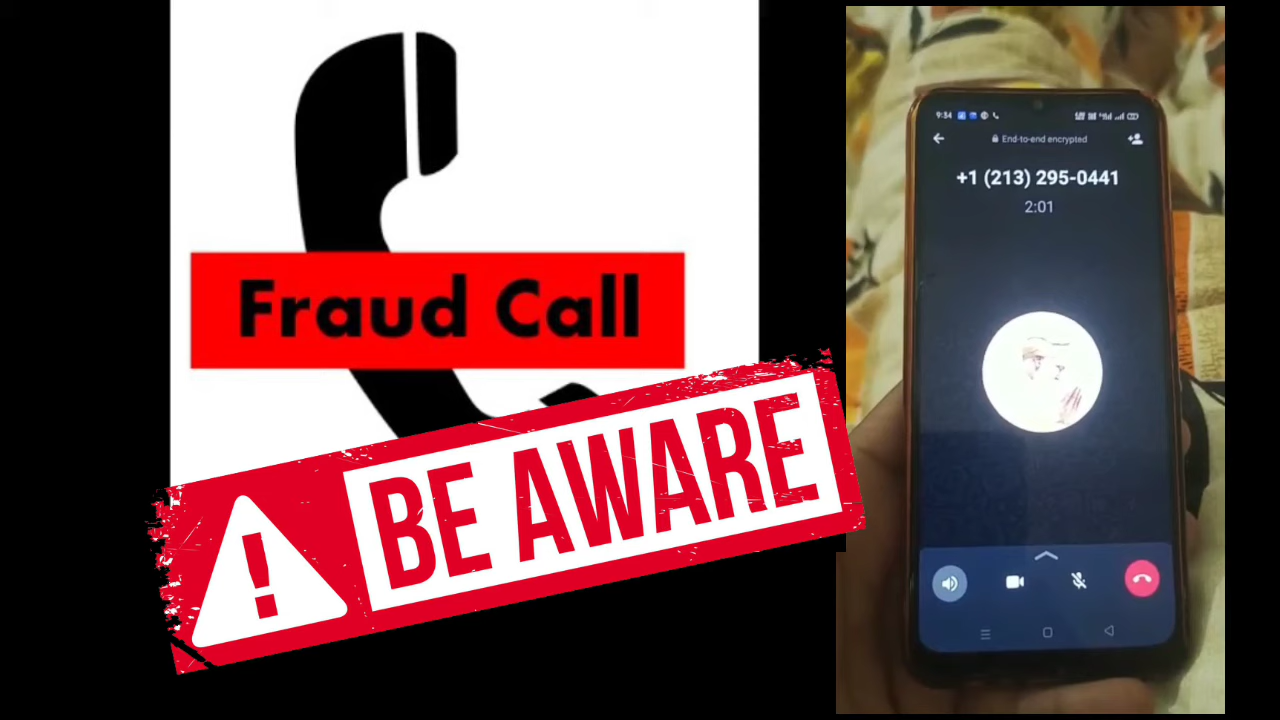 Fraud Call
! BE AWARE
9:34
End-to-end encrypted
+1 (213) 295-0441
2:01